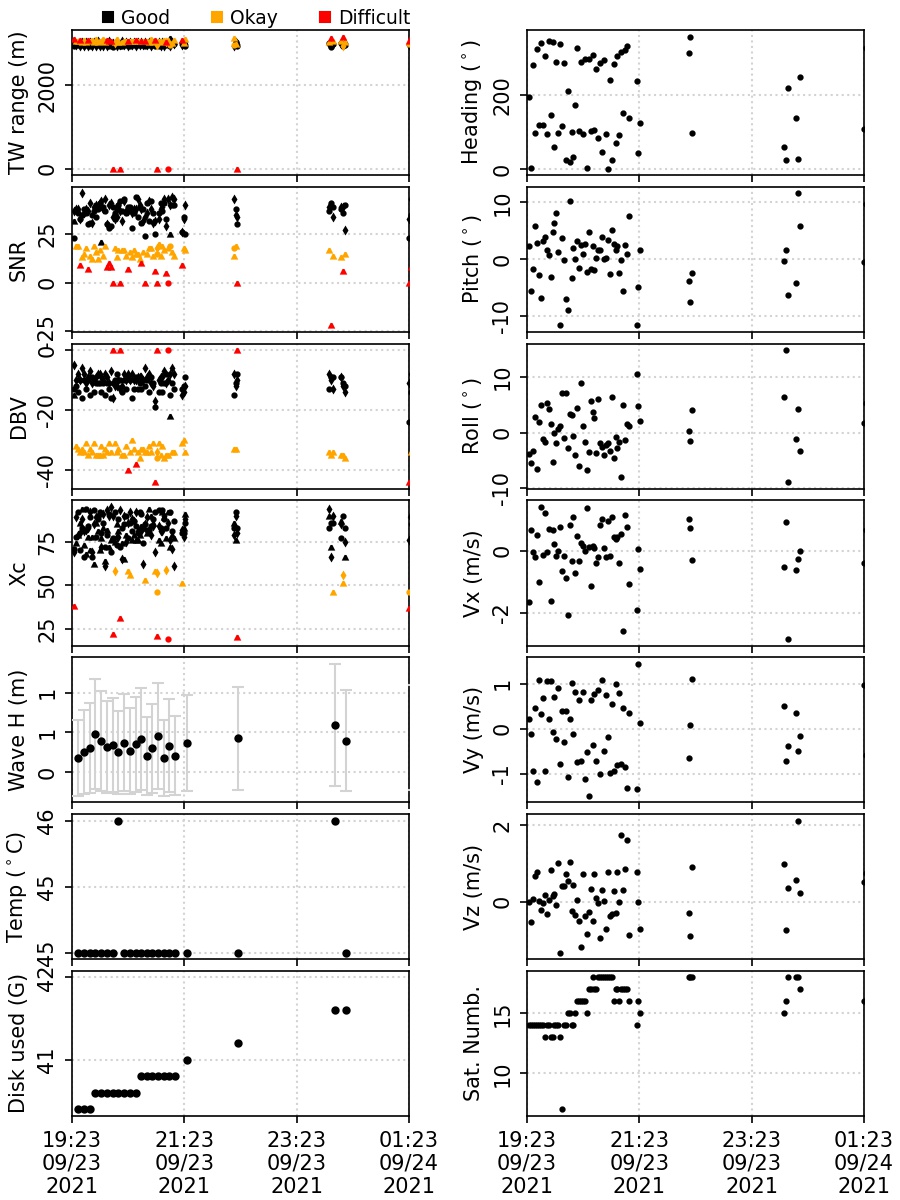 Good Okay Difficult
TW range (m)
2000
0
Heading (°)
200
0
SNR
25
0
-25
Pitch (°)
10
0
-10
DBV
0
-20
-40
Roll (°)
10
0
-10
Xc
75
50
25
Vx (m/s)
0
-2
Wave H (m)
1
1
0
Vy (m/s)
1
0
-1
Temp (°C)
46
45
45
Vz (m/s)
2
0
Disk used (G)
42
41
Sat. Numb.
15
10
19:23 21:23 23:23 01:23
09/23 09/23 09/23 09/24
2021 2021 2021 2021
19:23 21:23 23:23 01:23
09/23 09/23 09/23 09/24
2021 2021 2021 2021